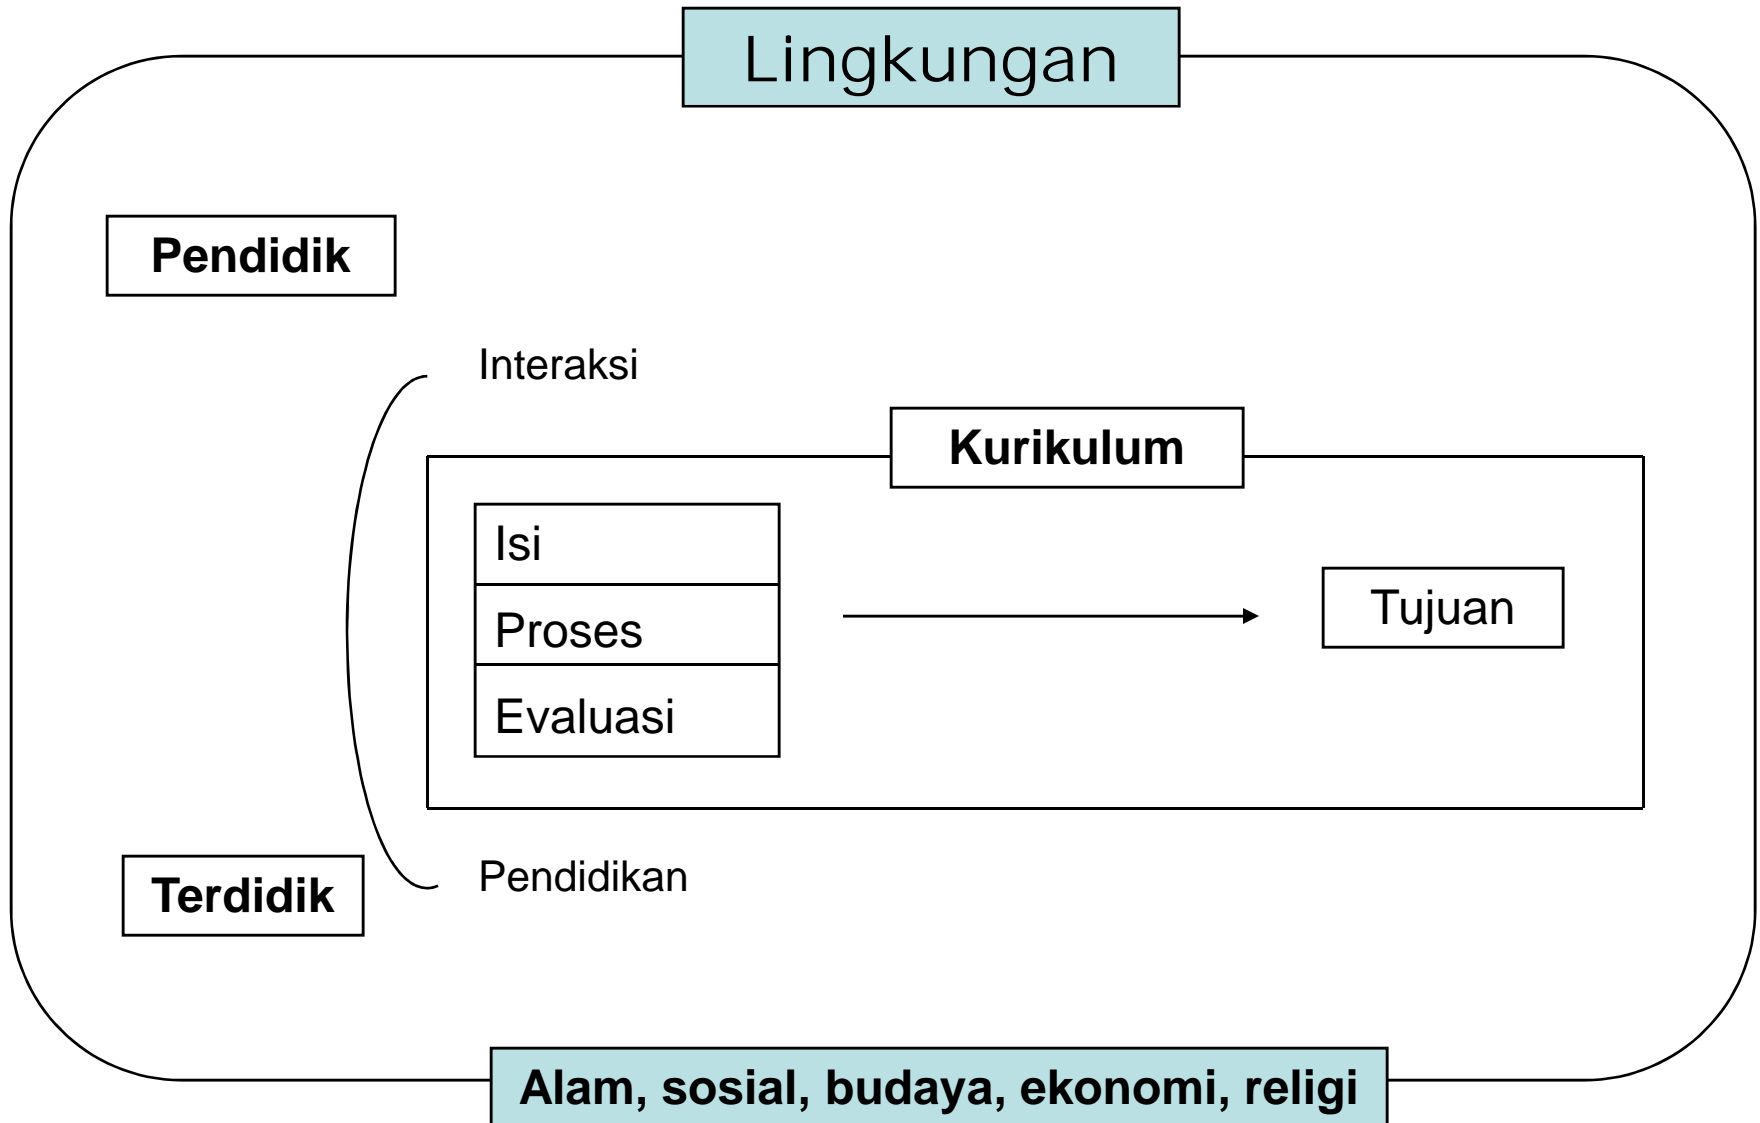 Lingkungan
Pendidik
Interaksi
Kurikulum
Isi
Proses
Evaluasi
Tujuan
Pendidikan
Terdidik
Alam, sosial, budaya, ekonomi, religi